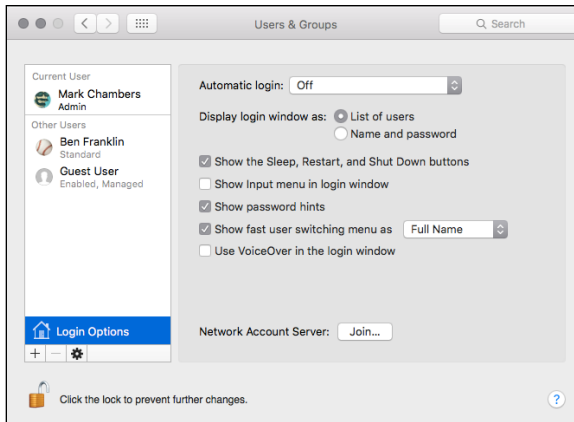 Users & Groups
Search
Current User
Mark Chambers
Admin
Other Users
Ben Franklin
Standard
Guest User
Enabled, Managed
Login Options
+ −
Automatic login: Off
Display login window as: List of users
Name and password
Show the Sleep, Restart, and Shut Down buttons
Show Input menu in login window
Show password hints
Show fast user switching menu as Full Name
Use VoiceOver in the login window
Network Account Server: Join...
Click the lock to prevent further changes.
?